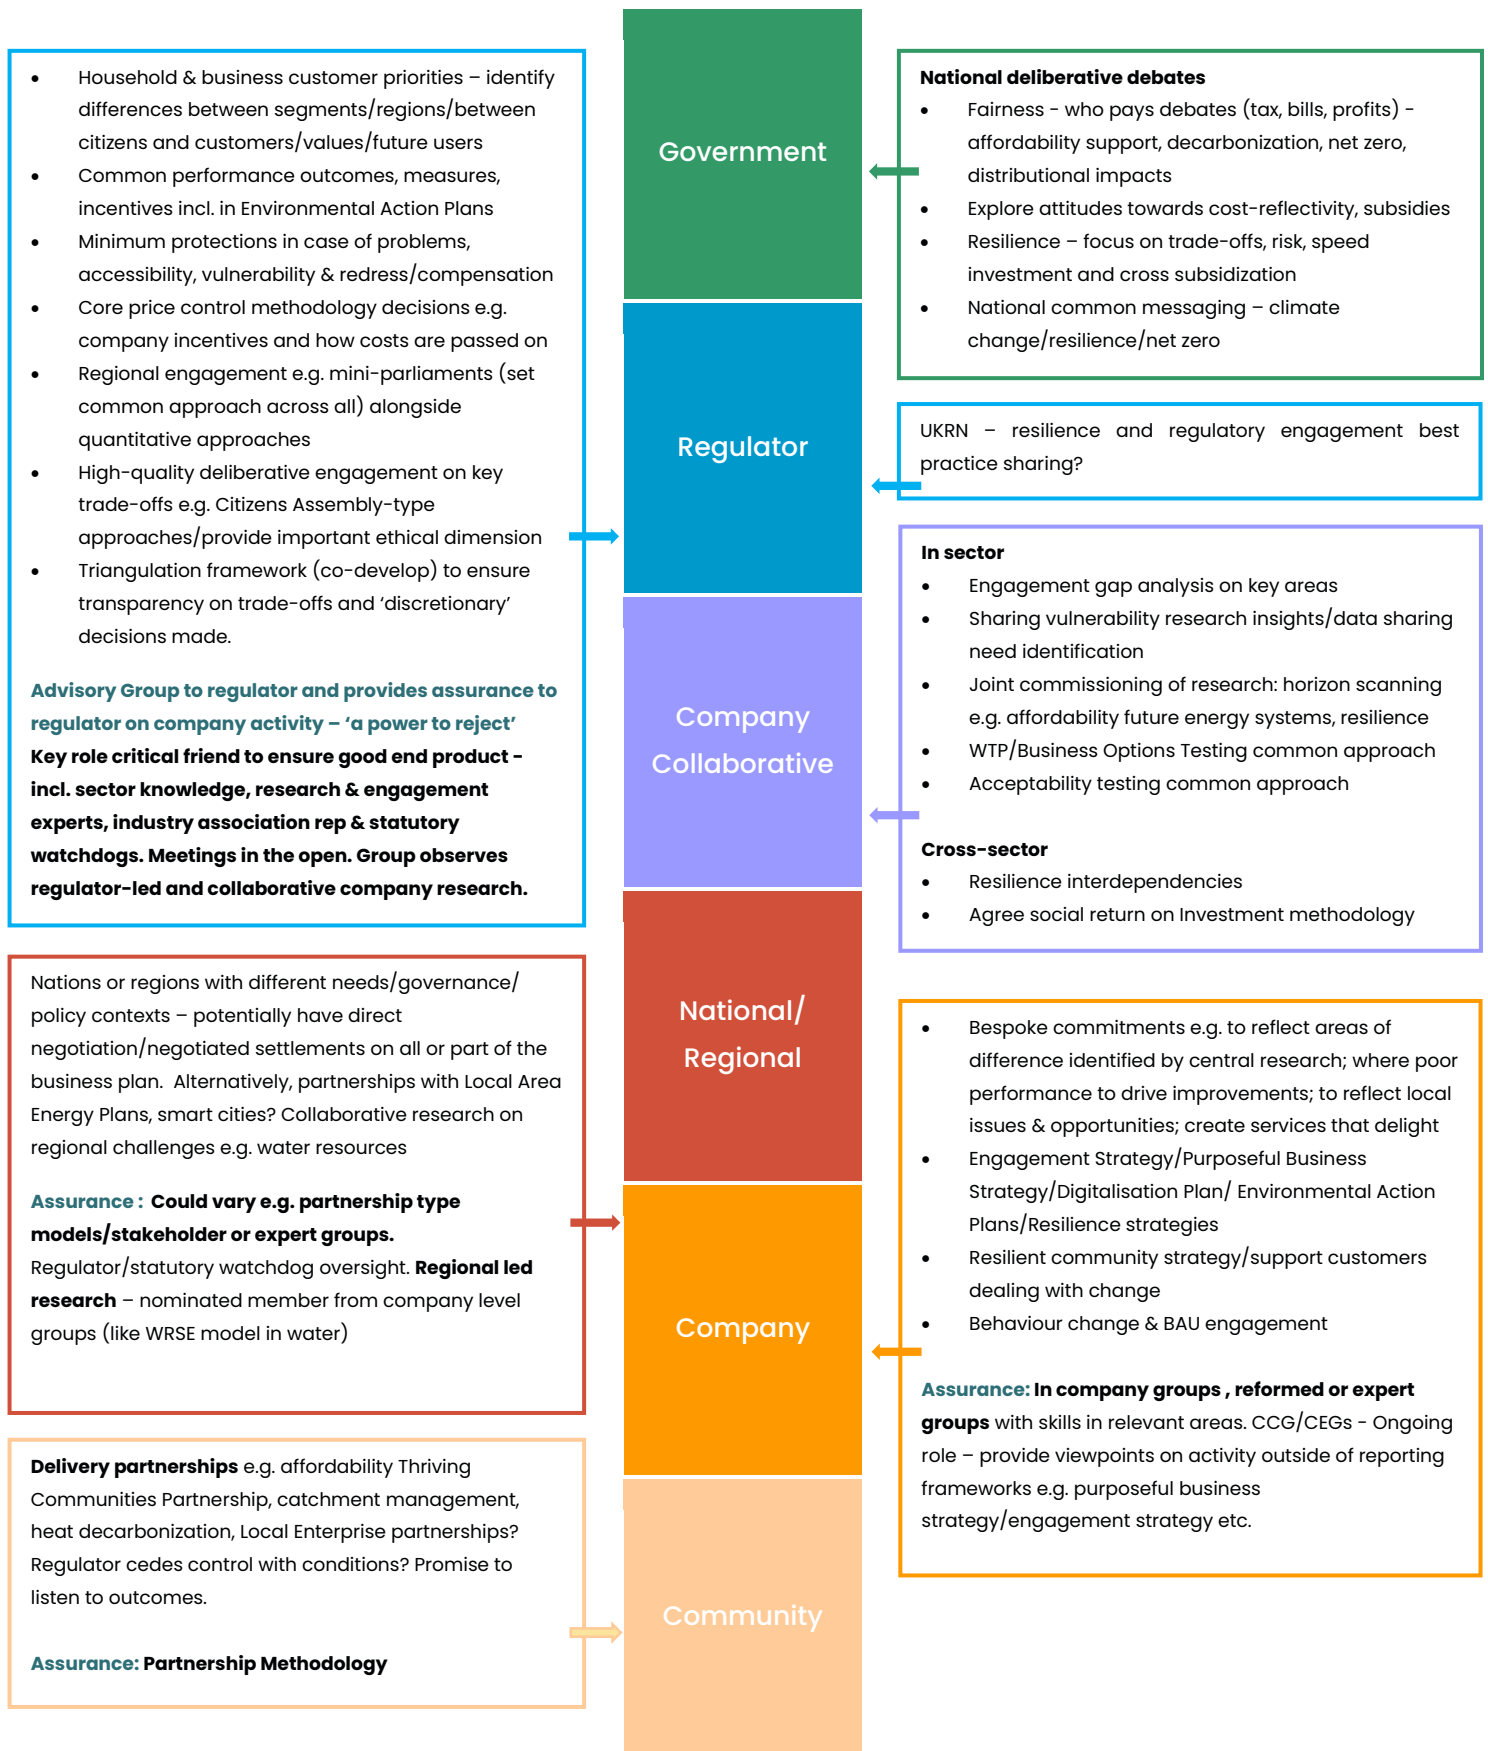 • Household & business customer priorities – identify
differences between segments/regions/between
citizens and customers/values/future users
• Common performance outcomes, measures,
incentives incl. in Environmental Action Plans
• Minimum protections in case of problems,
accessibility, vulnerability & redress/compensation
• Core price control methodology decisions e.g.
company incentives and how costs are passed on
• Regional engagement e.g. mini-parliaments (set
common approach across all) alongside
quantitative approaches
• High-quality deliberative engagement on key
trade-offs e.g. Citizens Assembly-type
approaches/provide important ethical dimension
• Triangulation framework (co-develop) to ensure
transparency on trade-offs and ‘discretionary’
decisions made.
Advisory Group to regulator and provides assurance to
regulator on company activity – ‘a power to reject’
Key role critical friend to ensure good end product -
incl. sector knowledge, research & engagement
experts, industry association rep & statutory
watchdogs. Meetings in the open. Group observes
regulator-led and collaborative company research.
Nations or regions with different needs/governance/
policy contexts – potentially have direct
negotiation/negotiated settlements on all or part of the
business plan. Alternatively, partnerships with Local Area
Energy Plans, smart cities? Collaborative research on
regional challenges e.g. water resources
Assurance : Could vary e.g. partnership type
models/stakeholder or expert groups.
Regulator/statutory watchdog oversight. Regional led
research – nominated member from company level
groups (like WRSE model in water)
Delivery partnerships e.g. affordability Thriving
Communities Partnership, catchment management,
heat decarbonization, Local Enterprise partnerships?
Regulator cedes control with conditions? Promise to
listen to outcomes.
Assurance: Partnership Methodology
Government
Regulator
Company
Collaborative
National/
Regional
Company
Community
National deliberative debates
• Fairness - who pays debates (tax, bills, profits) -
affordability support, decarbonization, net zero,
distributional impacts
• Explore attitudes towards cost-reflectivity, subsidies
• Resilience – focus on trade-offs, risk, speed
investment and cross subsidization
• National common messaging – climate
change/resilience/net zero
UKRN – resilience and regulatory engagement best
practice sharing?
In sector
• Engagement gap analysis on key areas
• Sharing vulnerability research insights/data sharing
need identification
• Joint commissioning of research: horizon scanning
e.g. affordability future energy systems, resilience
• WTP/Business Options Testing common approach
• Acceptability testing common approach
Cross-sector
• Resilience interdependencies
• Agree social return on Investment methodology
• Bespoke commitments e.g. to reflect areas of
difference identified by central research; where poor
performance to drive improvements; to reflect local
issues & opportunities; create services that delight
• Engagement Strategy/Purposeful Business
Strategy/Digitalisation Plan/ Environmental Action
Plans/Resilience strategies
• Resilient community strategy/support customers
dealing with change
• Behaviour change & BAU engagement
Assurance: In company groups , reformed or expert
groups with skills in relevant areas. CCG/CEGs - Ongoing
role – provide viewpoints on activity outside of reporting
frameworks e.g. purposeful business
strategy/engagement strategy etc.